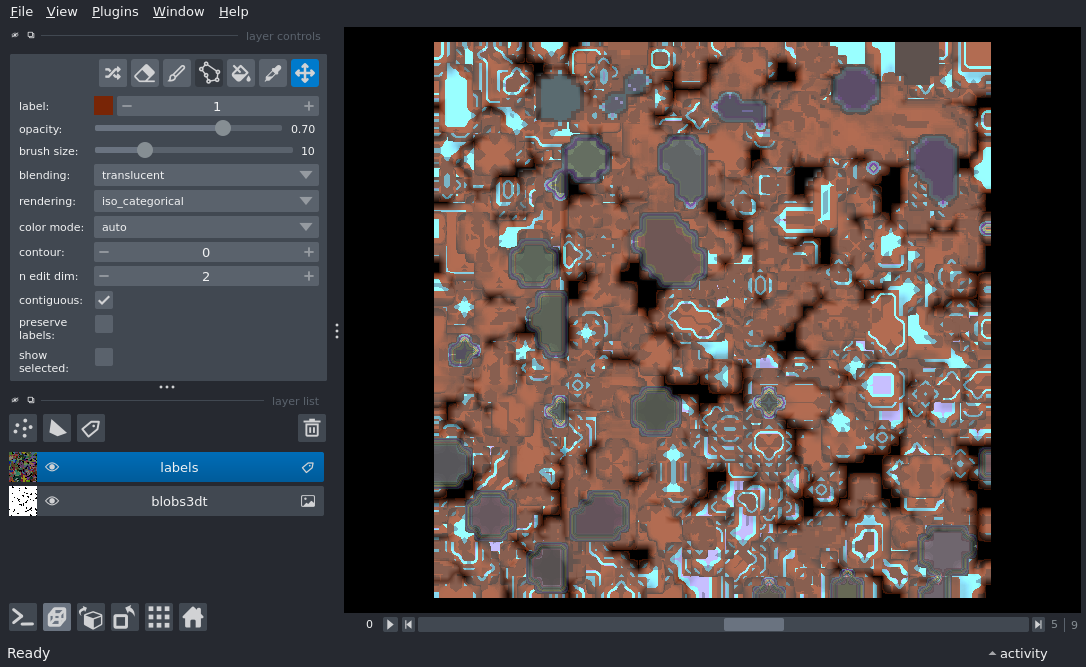 File View Plugins Window Help
layer controls
label: 1
opacity: 0.70
brush size: 10
blending: translucent
rendering: iso_categorical
color mode: auto
contour: 0
n edit dim: 2
contiguous:
preserve
labels:
show
selected:
layer list
labels
blobs3dt
0 5 | 9
Ready activity